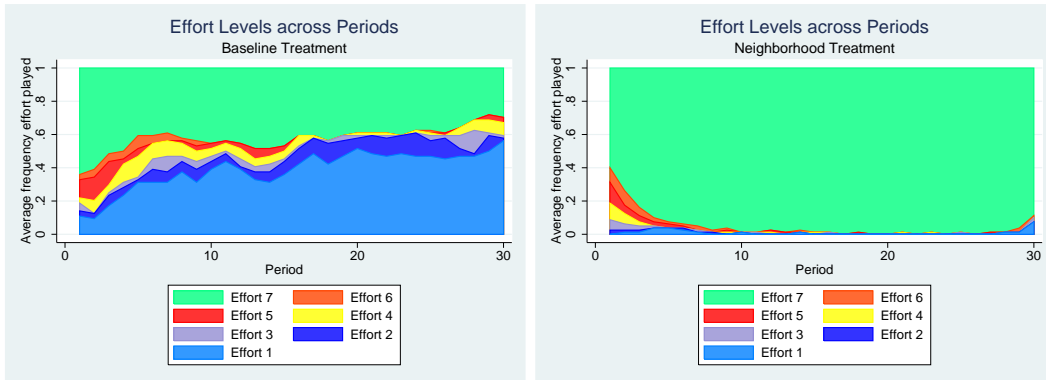 Effort Levels across Periods
Baseline Treatment
Average frequency effort played
0 .2 .4 .6 .8 1
0 10 20 30
Period
Effort 7 Effort 6
Effort 5 Effort 4
Effort 3 Effort 2
Effort 1
Effort Levels across Periods
Neighborhood Treatment
Average frequency effort played
0 .2 .4 .6 .8 1
0 10 20 30
Period
Effort 7 Effort 6
Effort 5 Effort 4
Effort 3 Effort 2
Effort 1